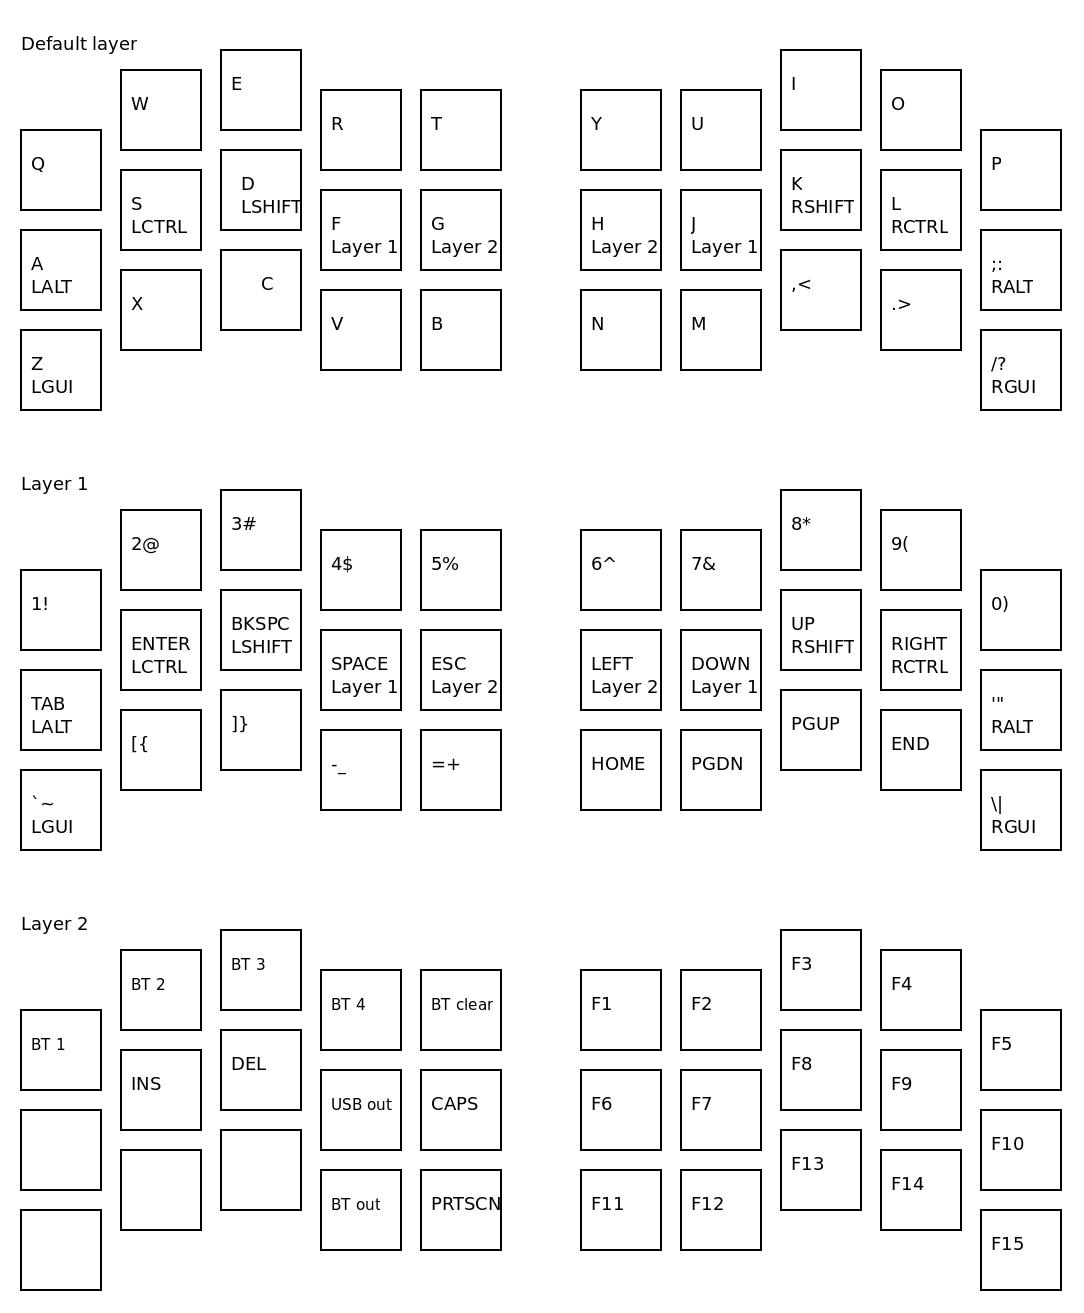 Default layer
Q
W
E
R
T
Y
U
I
O
P
A
LALT
S
LCTRL
D
LSHIFT
F
Layer 1
G
Layer 2
H
Layer 2
J
Layer 1
K
RSHIFT
L
RCTRL
;:
RALT
Z
LGUI
X
C
V
B
N
M
,<
.>
/?
RGUI
Layer 1
1!
2@
3#
4$
5%
6^
7&
8*
9(
0)
TAB
LALT
ENTER
LCTRL
BKSPC
LSHIFT
SPACE
Layer 1
ESC
Layer 2
LEFT
Layer 2
DOWN
Layer 1
UP
RSHIFT
RIGHT
RCTRL
'"
RALT
`~
LGUI
[{
]}
-_
=+
HOME
PGDN
PGUP
END
\|
RGUI
Layer 2
BT 1
BT 2
BT 3
BT 4
BT clear
F1
F2
F3
F4
F5
INS
DEL
USB out
CAPS
F6
F7
F8
F9
F10
BT out
PRTSCN
F11
F12
F13
F14
F15